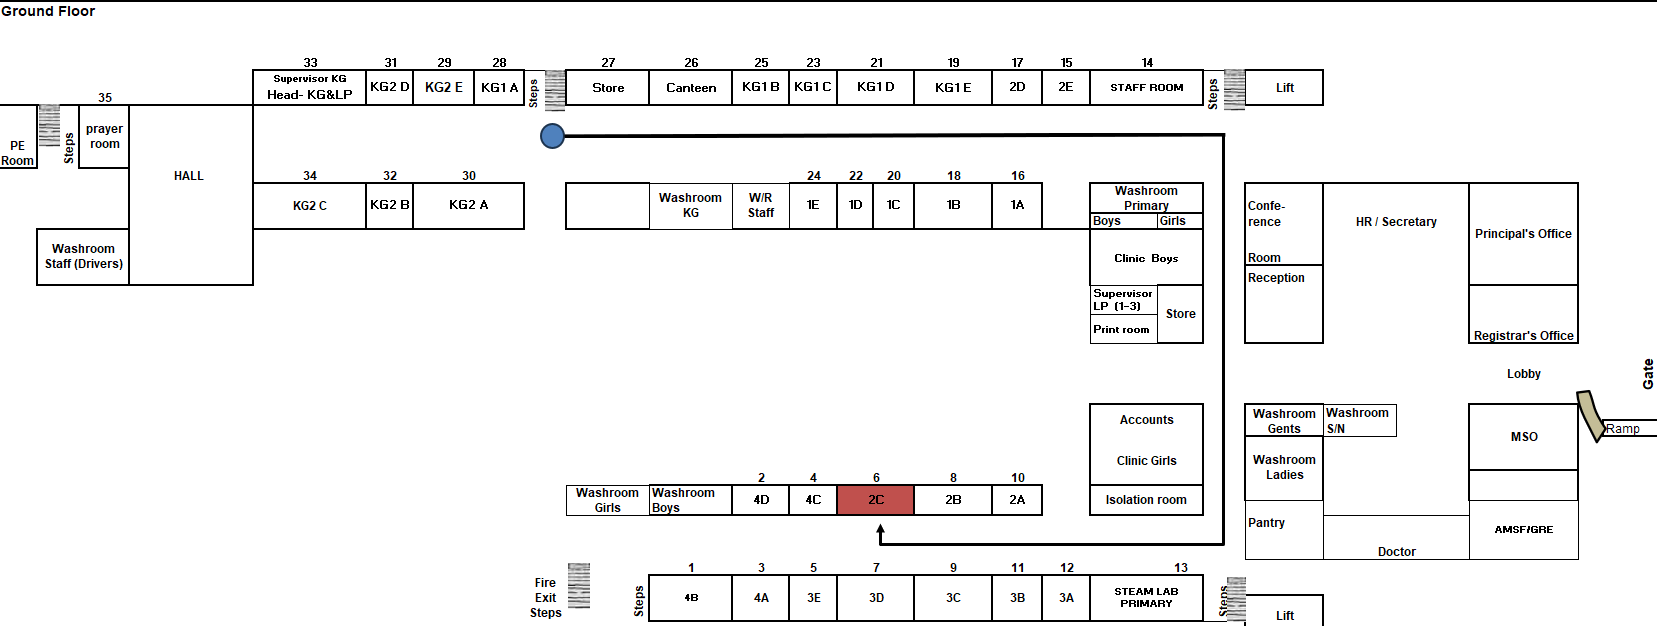 Ground Floor
33 31 29 28 27 26 25 23 21 19 17 15 14
Supervisor KG
Head- KG&LP
KG2 D
KG2 E
KG1 A
Steps
Store
Canteen
KG1 B
KG1 C
KG1 D
KG1 E
2D
2E
STAFF ROOM
Steps
Lift
35
PE
Room
Steps
prayer
room
HALL
34 32 30 24 22 20 18 16
KG2 C
KG2 B
KG2 A
Washroom
KG
W/R
Staff
1E
1D
1C
1B
1A
Washroom
Primary
Boys
Girls
Clinic Boys
Supervisor
LP (1-3)
Print room
Store
Washroom
Staff (Drivers)
Confe-
rence
Room
Reception
HR / Secretary
Principal's Office
Registrar's Office
Lobby
Gate
Ramp
Accounts
Clinic Girls
Isolation room
Washroom
Gents
Washroom
S/N
Washroom
Ladies
Pantry
Doctor
MSO
AMSF/GRE
2 4 6 8 10
Washroom
Girls
Washroom
Boys
4D
4C
2C
2B
2A
Fire
Exit
Steps
Steps
1 3 5 7 9 11 12 13
4B
4A
3E
3D
3C
3B
3A
STEAM LAB
PRIMARY
Steps
Lift